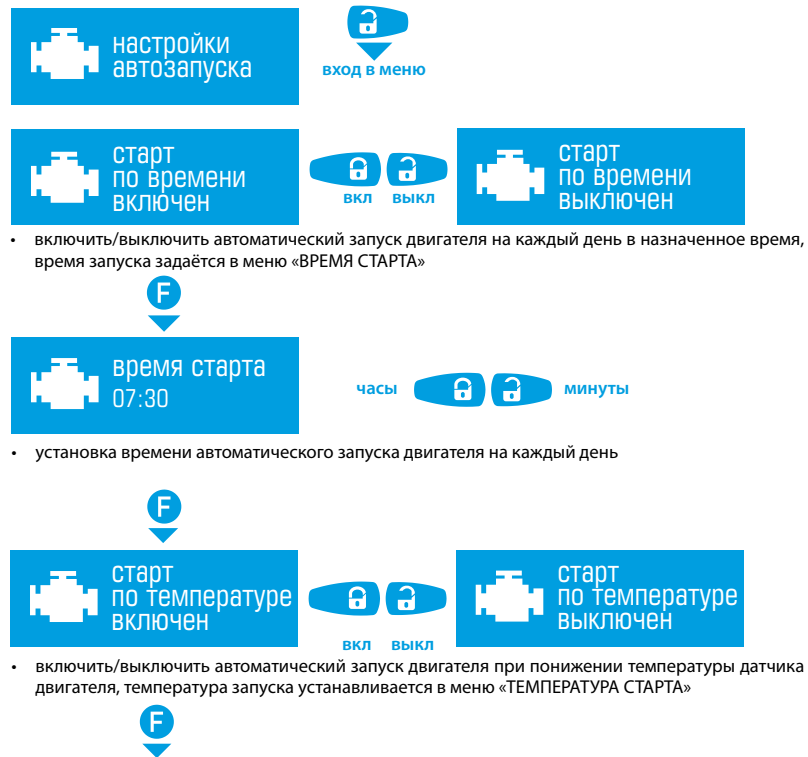 настройки
автозапуска
вход в меню
старт
по времени
включен
вкл выкл
старт
по времени
выключен
• включить/выключить автоматический запуск двигателя на каждый день в назначенное время,
время запуска задаётся в меню «ВРЕМЯ СТАРТА»
F
время старта
07:30
часы
минуты
• установка времени автоматического запуска двигателя на каждый день
F
старт
по температуре
включен
вкл выкл
старт
по температуре
выключен
• включить/выключить автоматический запуск двигателя при понижении температуры датчика
двигателя, температура запуска устанавливается в меню «ТЕМПЕРАТУРА СТАРТА»
F